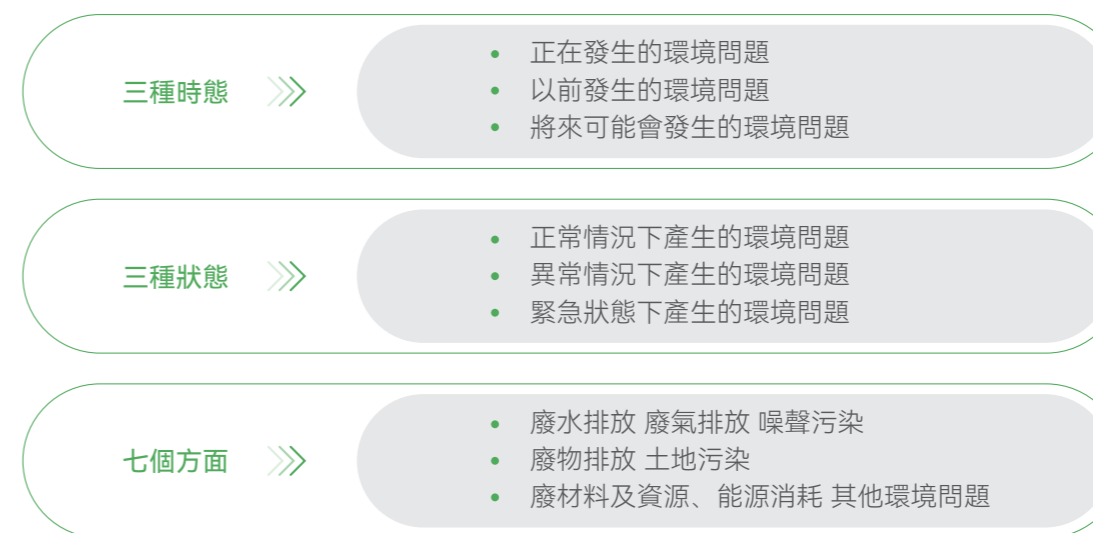 三種時態
• 正在發生的環境問題
• 以前發生的環境問題
• 將來可能會發生的環境問題
三種狀態
• 正常情況下產生的環境問題
• 異常情況下產生的環境問題
• 緊急狀態下產生的環境問題
七個方面
• 廢水排放 廢氣排放 噪聲污染
• 廢物排放 土地污染
• 廢材料及資源、能源消耗 其他環境問題